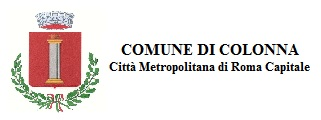 COMUNE DI COLONNA
Città Metropolitana di Roma Capitale